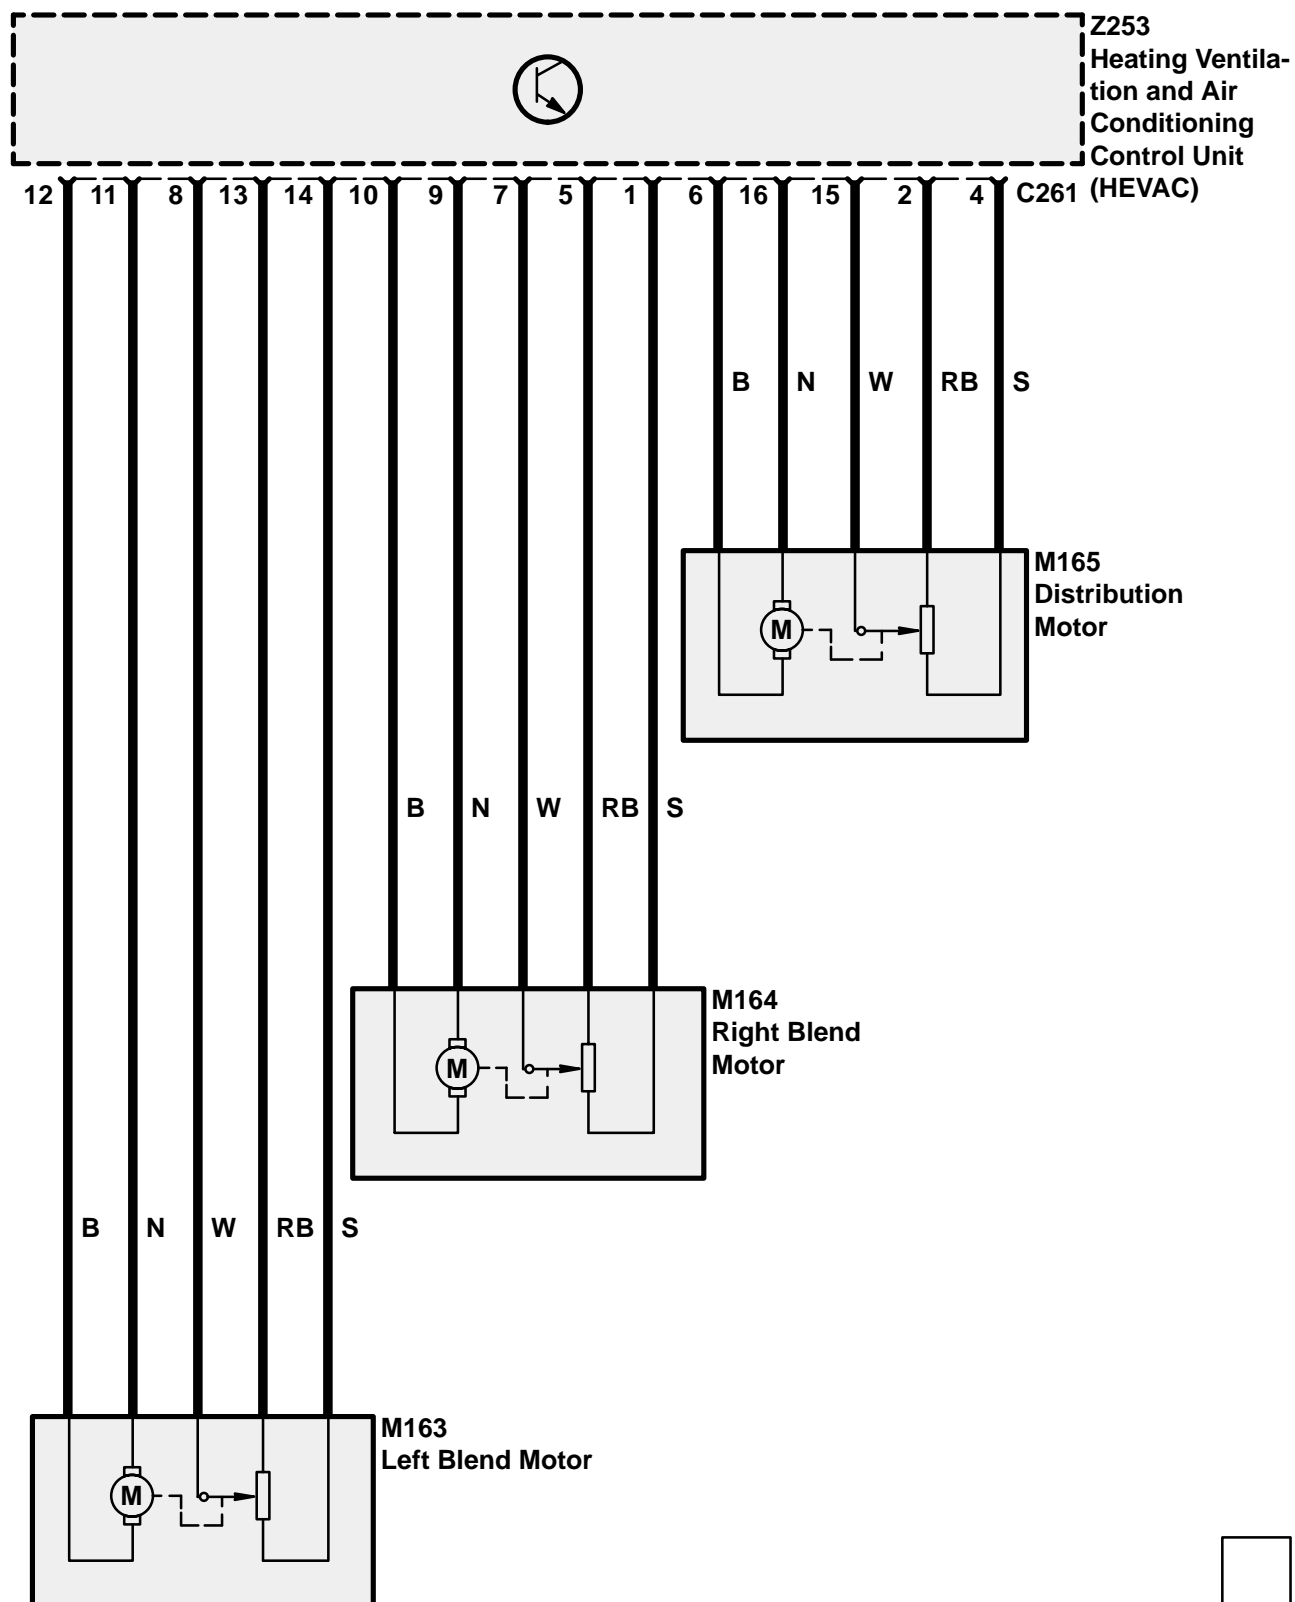 Z253
Heating Ventila-
tion and Air
Conditioning
Control Unit
(HEVAC)
12 11 8 13 14 10 9 7 5 1 6 16 15 2 4 C261
B N W RB S
M165
Distribution
Motor
M
B N W RB S
M164
Right Blend
Motor
M
B N W RB S
M163
Left Blend Motor
M